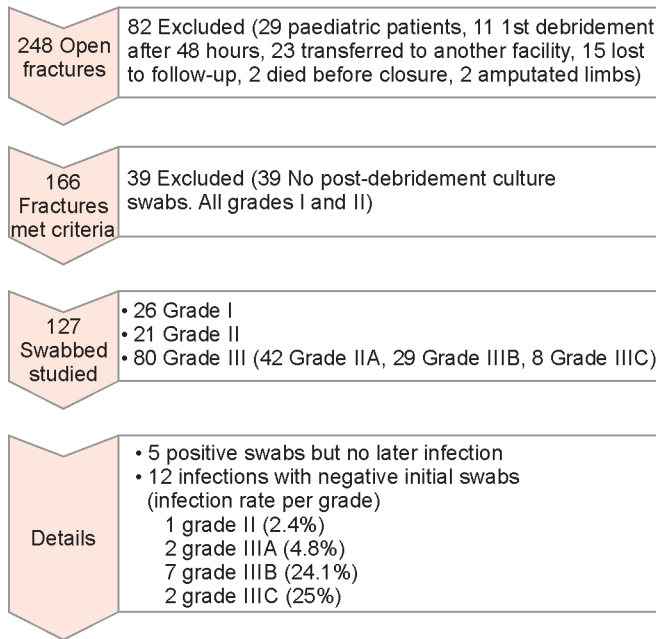 248 Open
fractures
82 Excluded (29 paediatric patients, 11 1st debridement
after 48 hours, 23 transferred to another facility, 15 lost
to follow-up, 2 died before closure, 2 amputated limbs)
166
Fractures
met criteria
39 Excluded (39 No post-debridement culture
swabs. All grades I and II)
127
Swabbed
studied
• 26 Grade I
• 21 Grade II
• 80 Grade III (42 Grade IIA, 29 Grade IIIB, 8 Grade IIIC)
Details
• 5 positive swabs but no later infection
• 12 infections with negative initial swabs
(infection rate per grade)
1 grade II (2.4%)
2 grade IIIA (4.8%)
7 grade IIIB (24.1%)
2 grade IIIC (25%)